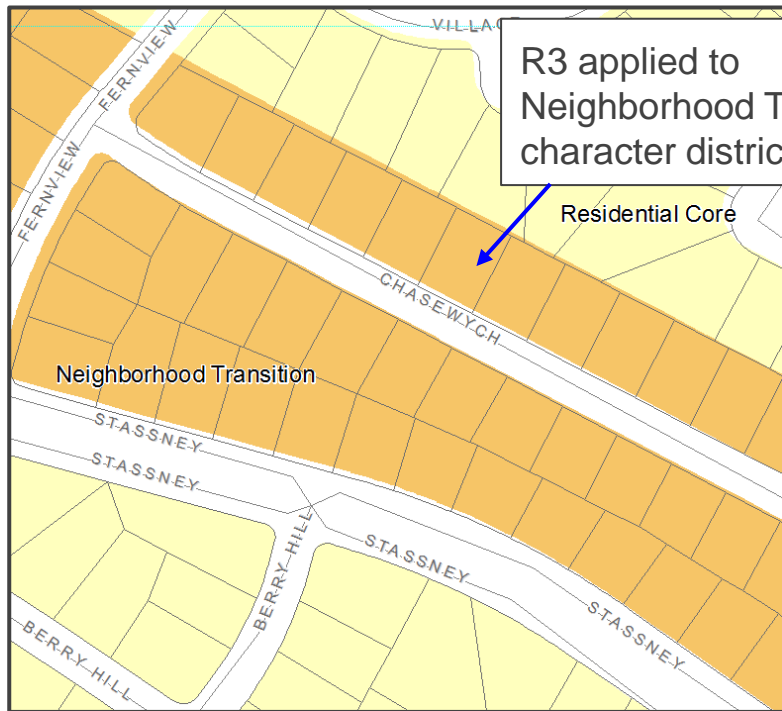 VILLAGE
FERNVIEW
R3 applied to
Neighborhood T
character distric
FERNVIEW
Residential Core
CHASEWYCH
Neighborhood Transition
STASSNEY
STASSNEY
BERRY HILL
STASSNEY
STASSNEY
BERRY HILL